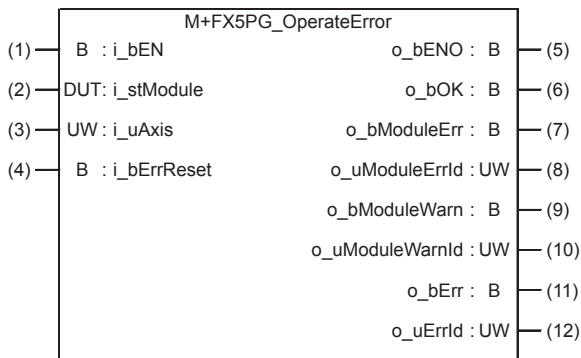 M+FX5PG_OperateError
(1) B : i_bEN o_bENO : B (5)
(2) DUT: i_stModule o_bOK : B (6)
(3) UW : i_uAxis o_bModuleErr : B (7)
(4) B : i_bErrReset o_uModuleErrId : UW (8)
o_bModuleWarn : B (9)
o_uModuleWarnId : UW (10)
o_bErr : B (11)
o_uErrId : UW (12)